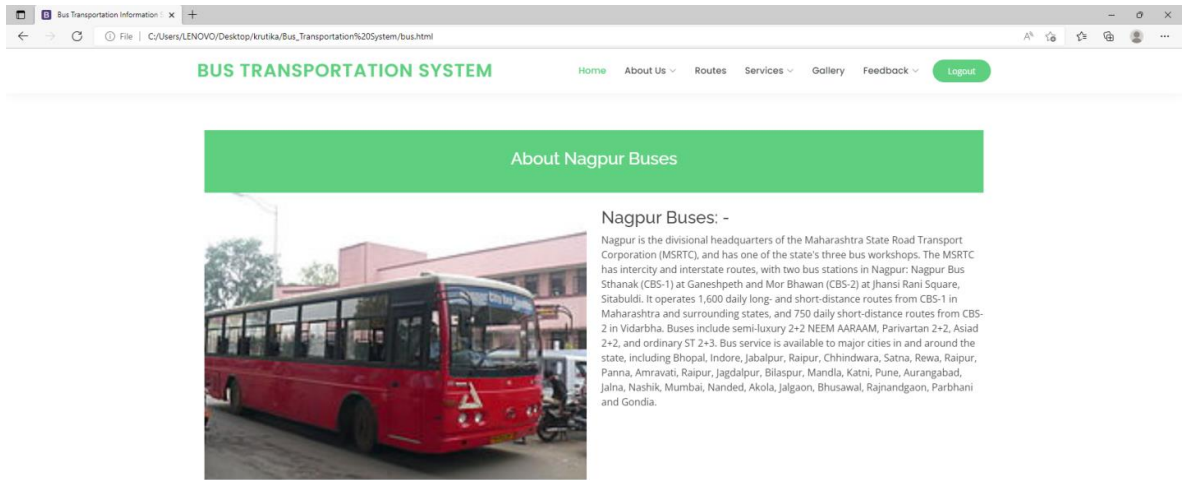 Bus Transportation Information S
File | C:/Users/LENOVO/Desktop/krutika/Bus_Transportation%20System/bus.html
BUS TRANSPORTATION SYSTEM
Home About Us Routes Services Gallery Feedback Logout
About Nagpur Buses
Nagpur Buses: -
Nagpur is the divisional headquarters of the Maharashtra State Road Transport
Corporation (MSRTC), and has one of the state's three bus workshops. The MSRTC
has intercity and interstate routes, with two bus stations in Nagpur: Nagpur Bus
Sthanak (CBS-1) at Ganeshpeth and Mor Bhawan (CBS-2) at Jhansi Rani Square,
Sitabuldi. It operates 1,600 daily long- and short-distance routes from CBS-1 in
Maharashtra and surrounding states, and 750 daily short-distance routes from CBS-
2 in Vidarbha. Buses include semi-luxury 2+2 NEEM AARAAM, Parivartan 2+2, Asiad
2+2, and ordinary ST 2+3. Bus service is available to major cities in and around the
state, including Bhopal, Indore, Jabalpur, Raipur, Chhindwara, Satna, Rewa, Raipur,
Panna, Amravati, Raipur, Jagdalpur, Bilaspur, Mandla, Katni, Pune, Aurangabad,
Jalna, Nashik, Mumbai, Nanded, Akola, Jalgaon, Bhusawal, Rajnandgaon, Parbhani
and Gondia.